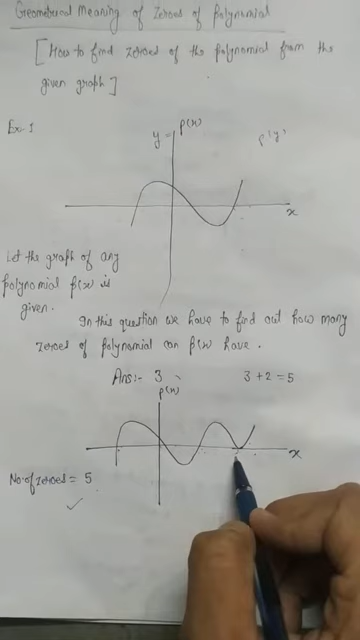 Geometrical Meaning of Zeroes of Polynomial
[How to find zeroes of the polynomial from the
given graph]
Ex-1
y = p(x)
p'y'
x
Let the graph of any
polynomial p(x) is
given.
In this question we have to find out how many
zeroes of polynomial can p(x) have.
Ans:- 3
3 + 2 = 5
p(x)
x
No. of zeroes = 5